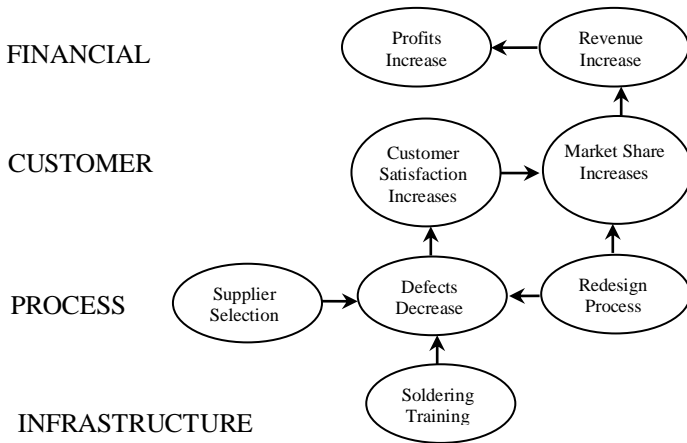 FINANCIAL
Profits
Increase
Revenue
Increase
CUSTOMER
Customer
Satisfaction
Increases
Market Share
Increases
PROCESS
Supplier
Selection
Defects
Decrease
Redesign
Process
INFRASTRUCTURE
Soldering
Training